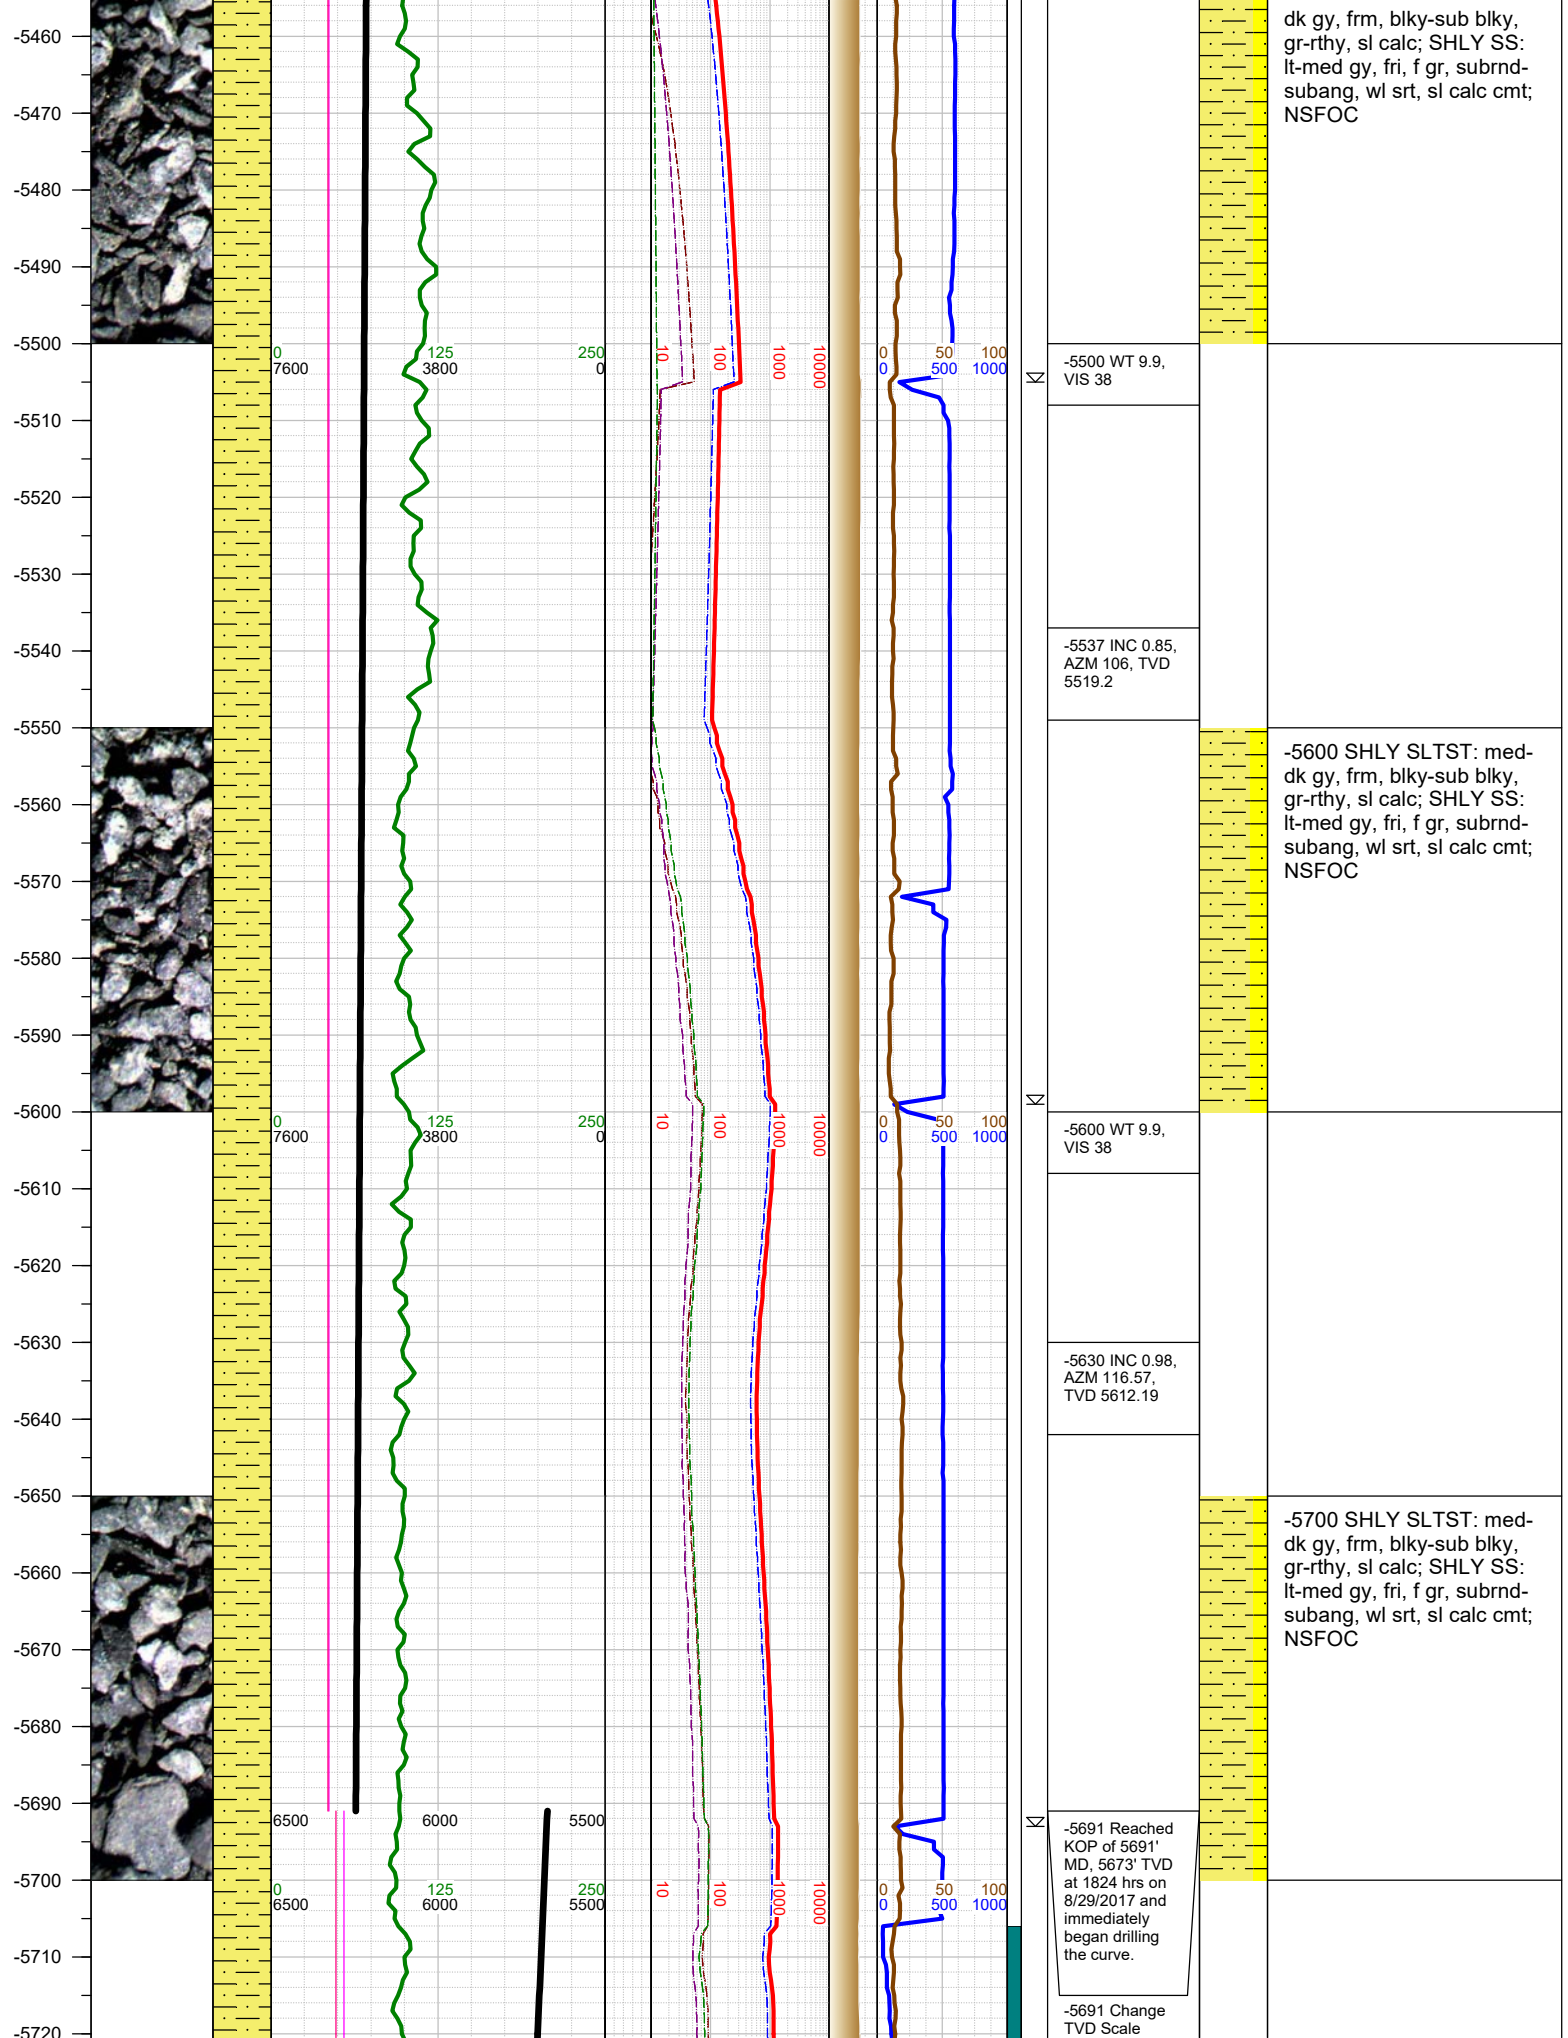 dk gy, frm, blky-sub blky,
gr-rthy, sl calc; SHLY SS:
lt-med gy, fri, f gr, subrnd-
subang, wl srt, sl calc cmt;
NSFOC
-5460
-5470
-5480
-5490
-5500
0 125 250
7600 3800 0
10 100 1000 10000
0 50 100
0 500 1000
-5500 WT 9.9,
VIS 38
-5510
-5520
-5530
-5540
-5537 INC 0.85,
AZM 106, TVD
5519.2
-5550
-5600 SHLY SLTST: med-
dk gy, frm, blky-sub blky,
gr-rthy, sl calc; SHLY SS:
lt-med gy, fri, f gr, subrnd-
subang, wl srt, sl calc cmt;
NSFOC
-5560
-5570
-5580
-5590
-5600
0 125 250
7600 3800 0
10 100 1000 10000
0 50 100
0 500 1000
-5600 WT 9.9,
VIS 38
-5610
-5620
-5630
-5630 INC 0.98,
AZM 116.57,
TVD 5612.19
-5640
-5650
-5700 SHLY SLTST: med-
dk gy, frm, blky-sub blky,
gr-rthy, sl calc; SHLY SS:
lt-med gy, fri, f gr, subrnd-
subang, wl srt, sl calc cmt;
NSFOC
-5660
-5670
-5680
-5690
6500 6000 5500
-5691 Reached
KOP of 5691'
MD, 5673' TVD
at 1824 hrs on
8/29/2017 and
immediately
began drilling
the curve.
-5700
0 125 250
6500 6000 5500
10 100 1000 10000
0 50 100
0 500 1000
-5710
-5720
-5691 Change
TVD Scale